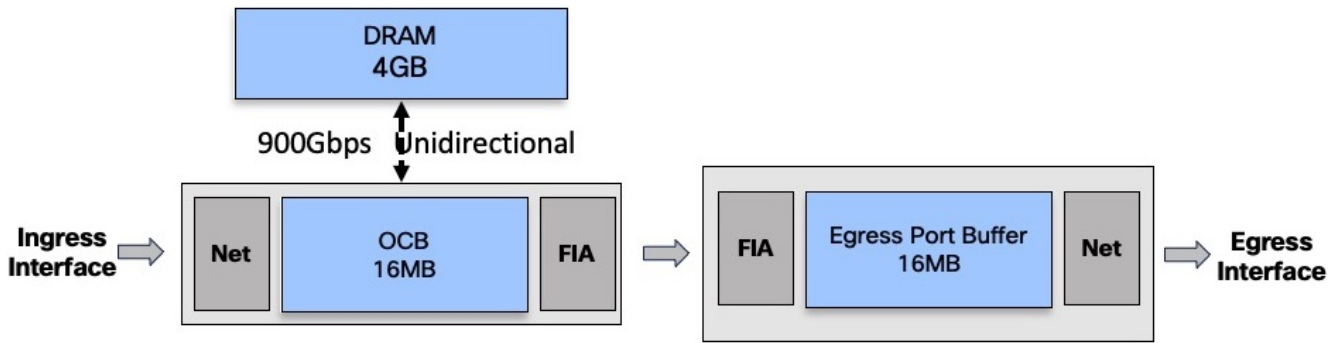 DRAM
4GB
900Gbps Unidirectional
Ingress
Interface
Net
OCB
16MB
FIA
FIA
Egress Port Buffer
16MB
Net
Egress
Interface